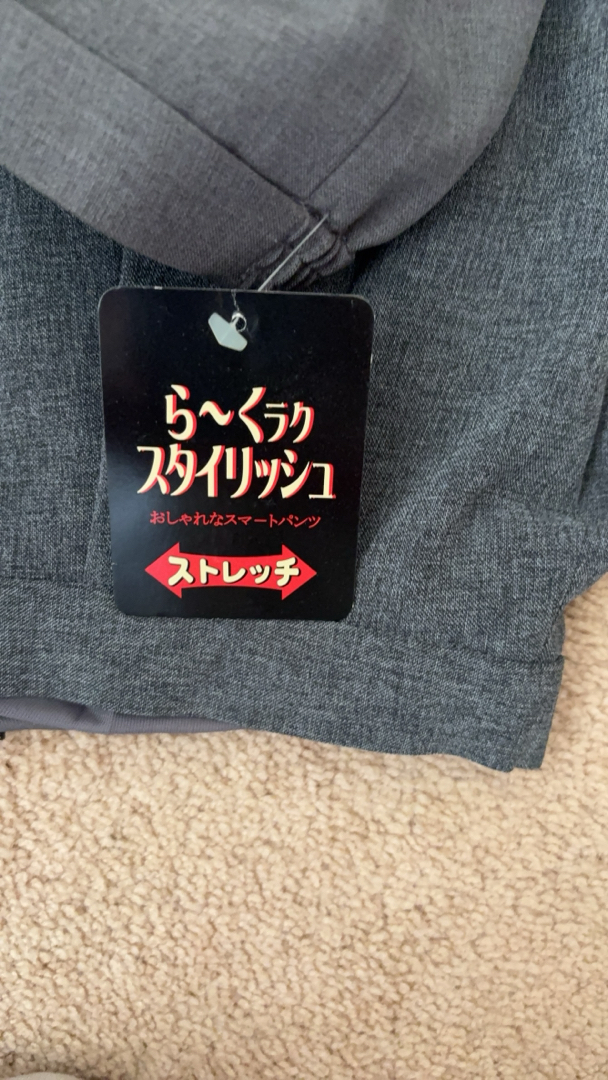 ら～くラク
スタイリッシュ
おしゃれなスマートパンツ
ストレッチ